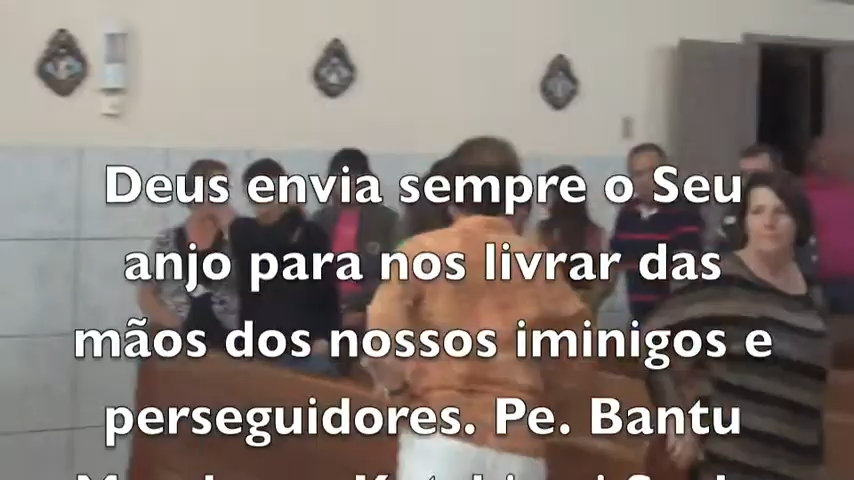 Deus envia sempre o Seu
anjo para nos livrar das
mãos dos nossos iminigos e
perseguidores. Pe. Bantu